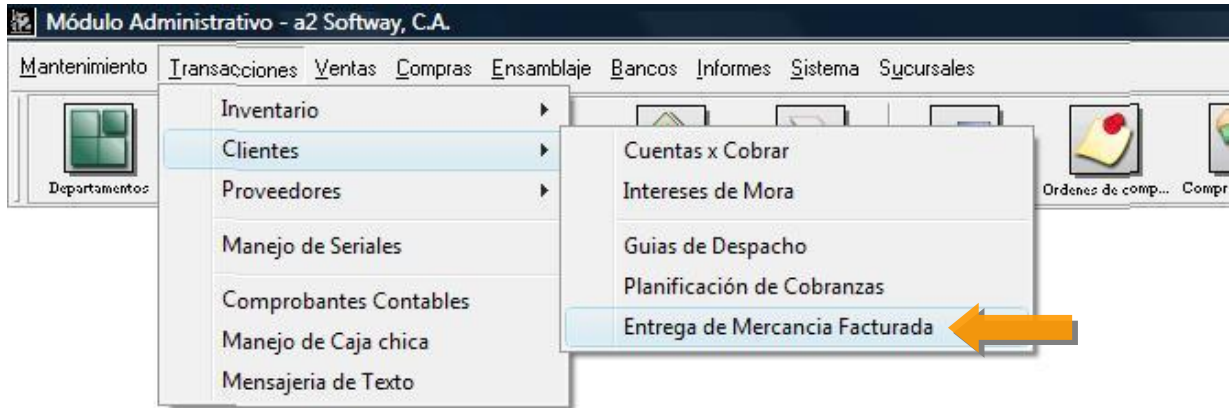 Módulo Administrativo - a2 Softway, C.A.
Mantenimiento Transacciones Ventas Compras Ensamblaje Bancos Informes Sistema Sucursales
Inventario
Clientes
Proveedores
Manejo de Seriales
Comprobantes Contables
Manejo de Caja chica
Mensajeria de Texto
Cuentas x Cobrar
Intereses de Mora
Guias de Despacho
Planificación de Cobranzas
Entrega de Mercancia Facturada
Departamentos
Ordenes de comp...
Compr